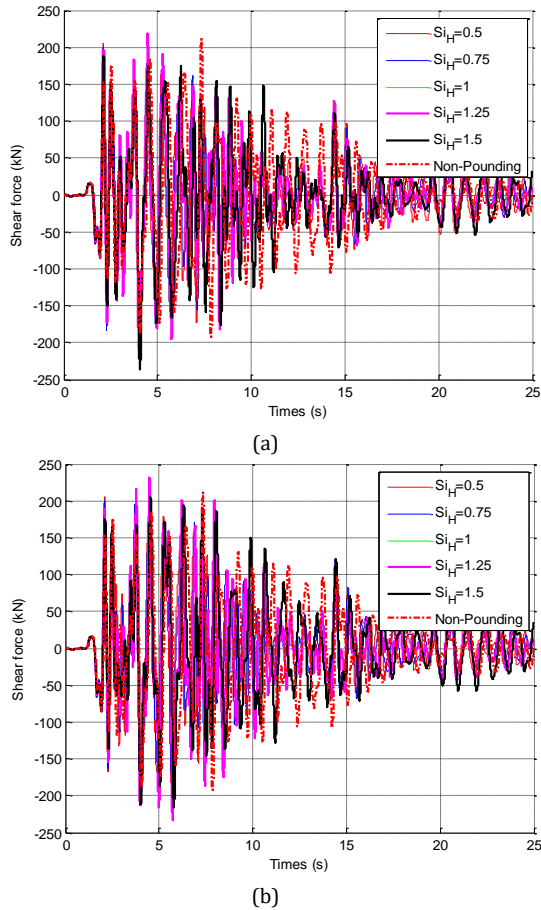 250
200
150
100
50
0
-50
-100
-150
-200
-250
Shear force (kN)
0 5 10 15 20 25
Times (s)
Si_H=0.5
Si_H=0.75
Si_H=1
Si_H=1.25
Si_H=1.5
Non-Pounding
(a)
250
200
150
100
50
0
-50
-100
-150
-200
-250
Shear force (kN)
0 5 10 15 20 25
Times (s)
Si_H=0.5
Si_H=0.75
Si_H=1
Si_H=1.25
Si_H=1.5
Non-Pounding
(b)